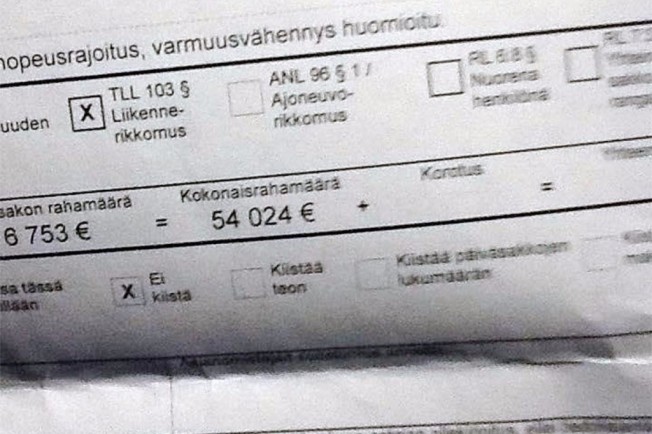 nopeusrajoitus, varmuusvähennys huomioitu.
uuden
X
TLL 103 §
Liikenne-
rikkomus
ANL 96 § 1 /
Ajoneuvo-
rikkomus
RL 6:8 §
Nuorena
henkilönä
sakon rahamäärä
6 753 €
=
Kokonaisrahamäärä
54 024 €
+
Korotus
=
sa tässä
illään
X
Ei
kiistä
Kiistää
teon
Kiistää päiväsakkojen
lukumäärän